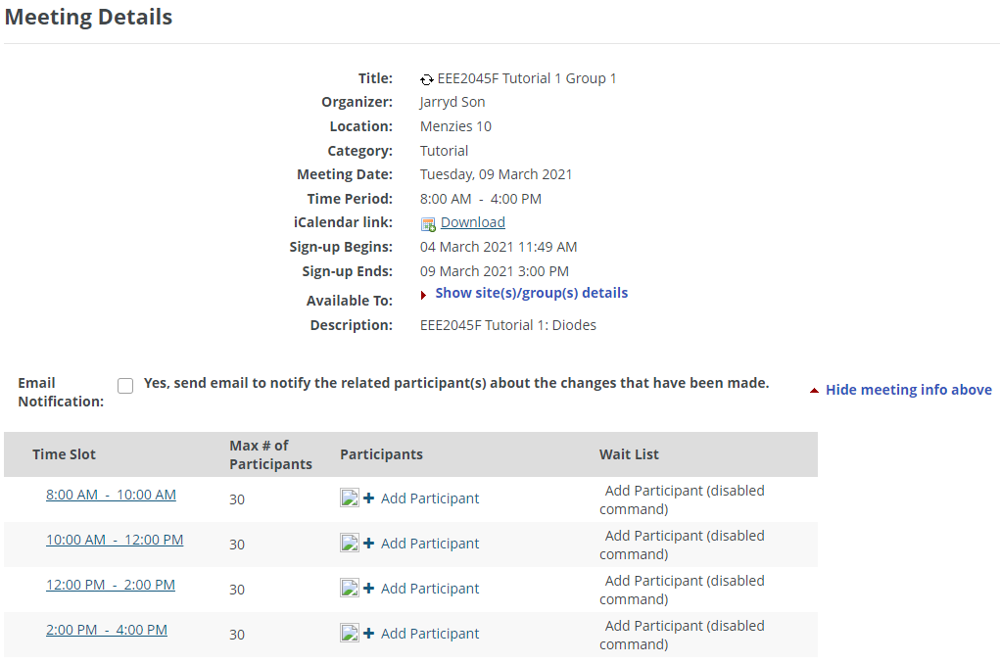 Meeting Details
Title: EEE2045F Tutorial 1 Group 1
Organizer: Jarryd Son
Location: Menzies 10
Category: Tutorial
Meeting Date: Tuesday, 09 March 2021
Time Period: 8:00 AM - 4:00 PM
iCalendar link: Download
Sign-up Begins: 04 March 2021 11:49 AM
Sign-up Ends: 09 March 2021 3:00 PM
Available To: Show site(s)/group(s) details
Description: EEE2045F Tutorial 1: Diodes
Email
Notification:
Yes, send email to notify the related participant(s) about the changes that have been made.
Hide meeting info above
Time Slot
Max # of
Participants
Participants
Wait List
8:00 AM - 10:00 AM
30
Add Participant
Add Participant (disabled
command)
10:00 AM - 12:00 PM
30
Add Participant
Add Participant (disabled
command)
12:00 PM - 2:00 PM
30
Add Participant
Add Participant (disabled
command)
2:00 PM - 4:00 PM
30
Add Participant
Add Participant (disabled
command)